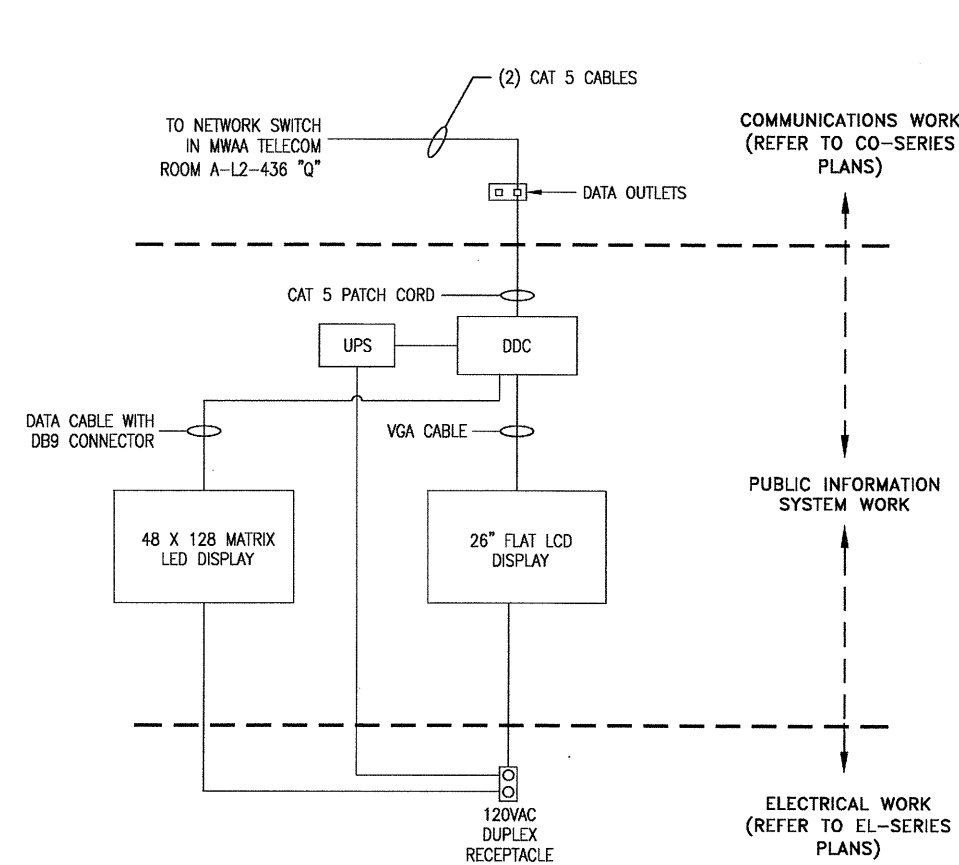 (2) CAT 5 CABLES
TO NETWORK SWITCH
IN MWAA TELECOM
ROOM A-L2-436 "Q"
COMMUNICATIONS WORK
(REFER TO CO-SERIES
PLANS)
DATA OUTLETS
CAT 5 PATCH CORD
UPS
DDC
DATA CABLE WITH
DB9 CONNECTOR
VGA CABLE
PUBLIC INFORMATION
SYSTEM WORK
48 X 128 MATRIX
LED DISPLAY
26" FLAT LCD
DISPLAY
120VAC
DUPLEX
RECEPTACLE
ELECTRICAL WORK
(REFER TO EL-SERIES
PLANS)